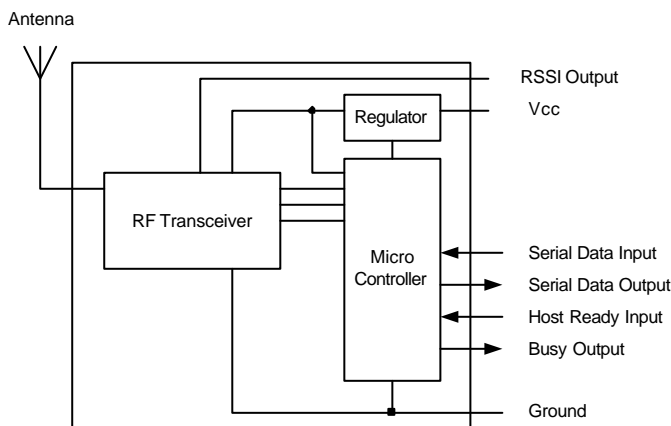 Antenna
RSSI Output
Vcc
Regulator
RF Transceiver
Micro
Controller
Serial Data Input
Serial Data Output
Host Ready Input
Busy Output
Ground